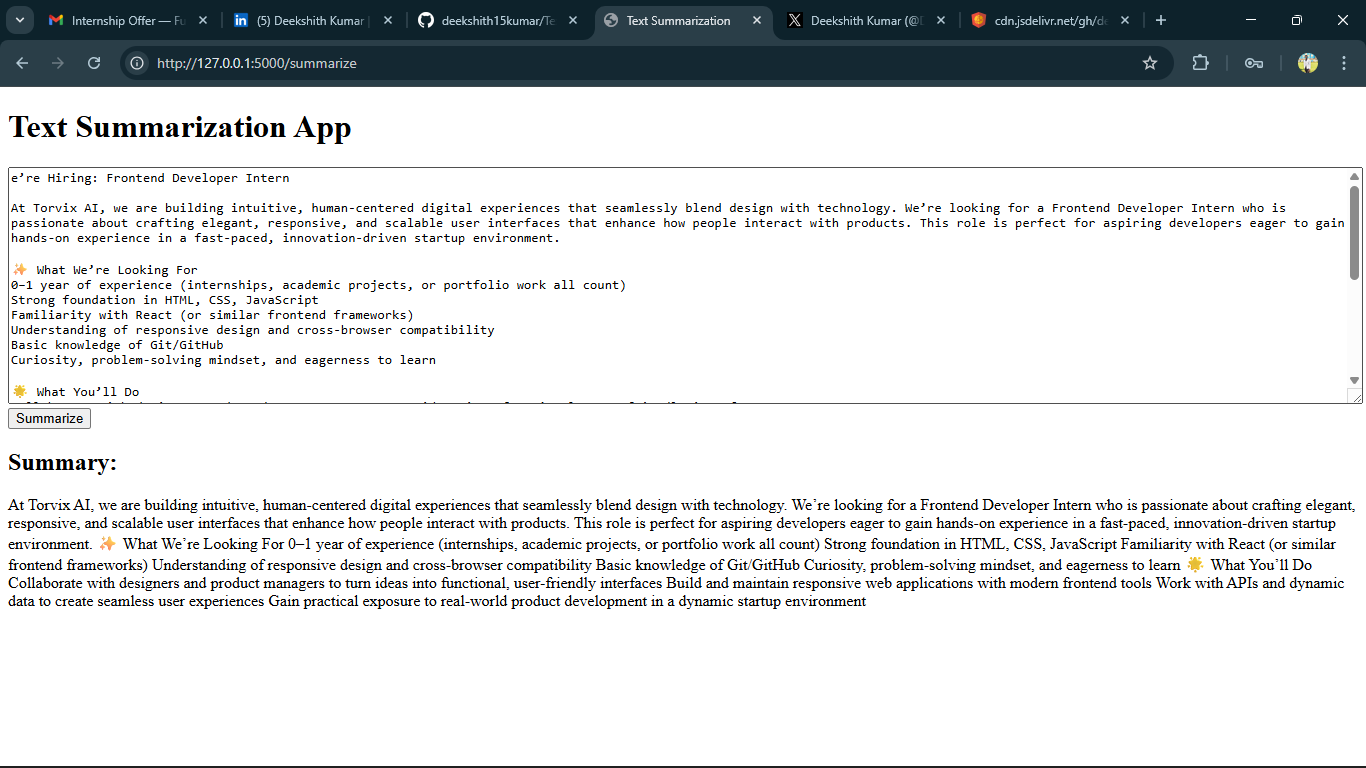 Internship Offer — Fu
(5) Deekshith Kumar
deekshith15kumar/Te
Text Summarization
Deekshith Kumar (@D
cdn.jsdelivr.net/gh/de
http://127.0.0.1:5000/summarize
Text Summarization App
e’re Hiring: Frontend Developer Intern
At Torvix AI, we are building intuitive, human-centered digital experiences that seamlessly blend design with technology. We’re looking for a Frontend Developer Intern who is
passionate about crafting elegant, responsive, and scalable user interfaces that enhance how people interact with products. This role is perfect for aspiring developers eager to gain
hands-on experience in a fast-paced, innovation-driven startup environment.
✨ What We’re Looking For
0–1 year of experience (internships, academic projects, or portfolio work all count)
Strong foundation in HTML, CSS, JavaScript
Familiarity with React (or similar frontend frameworks)
Understanding of responsive design and cross-browser compatibility
Basic knowledge of Git/GitHub
Curiosity, problem-solving mindset, and eagerness to learn
🌟 What You’ll Do
Summarize
Summary:
At Torvix AI, we are building intuitive, human-centered digital experiences that seamlessly blend design with technology. We’re looking for a Frontend Developer Intern who is passionate about crafting elegant,
responsive, and scalable user interfaces that enhance how people interact with products. This role is perfect for aspiring developers eager to gain hands-on experience in a fast-paced, innovation-driven startup
environment. ✨ What We’re Looking For 0–1 year of experience (internships, academic projects, or portfolio work all count) Strong foundation in HTML, CSS, JavaScript Familiarity with React (or similar
frontend frameworks) Understanding of responsive design and cross-browser compatibility Basic knowledge of Git/GitHub Curiosity, problem-solving mindset, and eagerness to learn 🌟 What You’ll Do
Collaborate with designers and product managers to turn ideas into functional, user-friendly interfaces Build and maintain responsive web applications with modern frontend tools Work with APIs and dynamic
data to create seamless user experiences Gain practical exposure to real-world product development in a dynamic startup environment